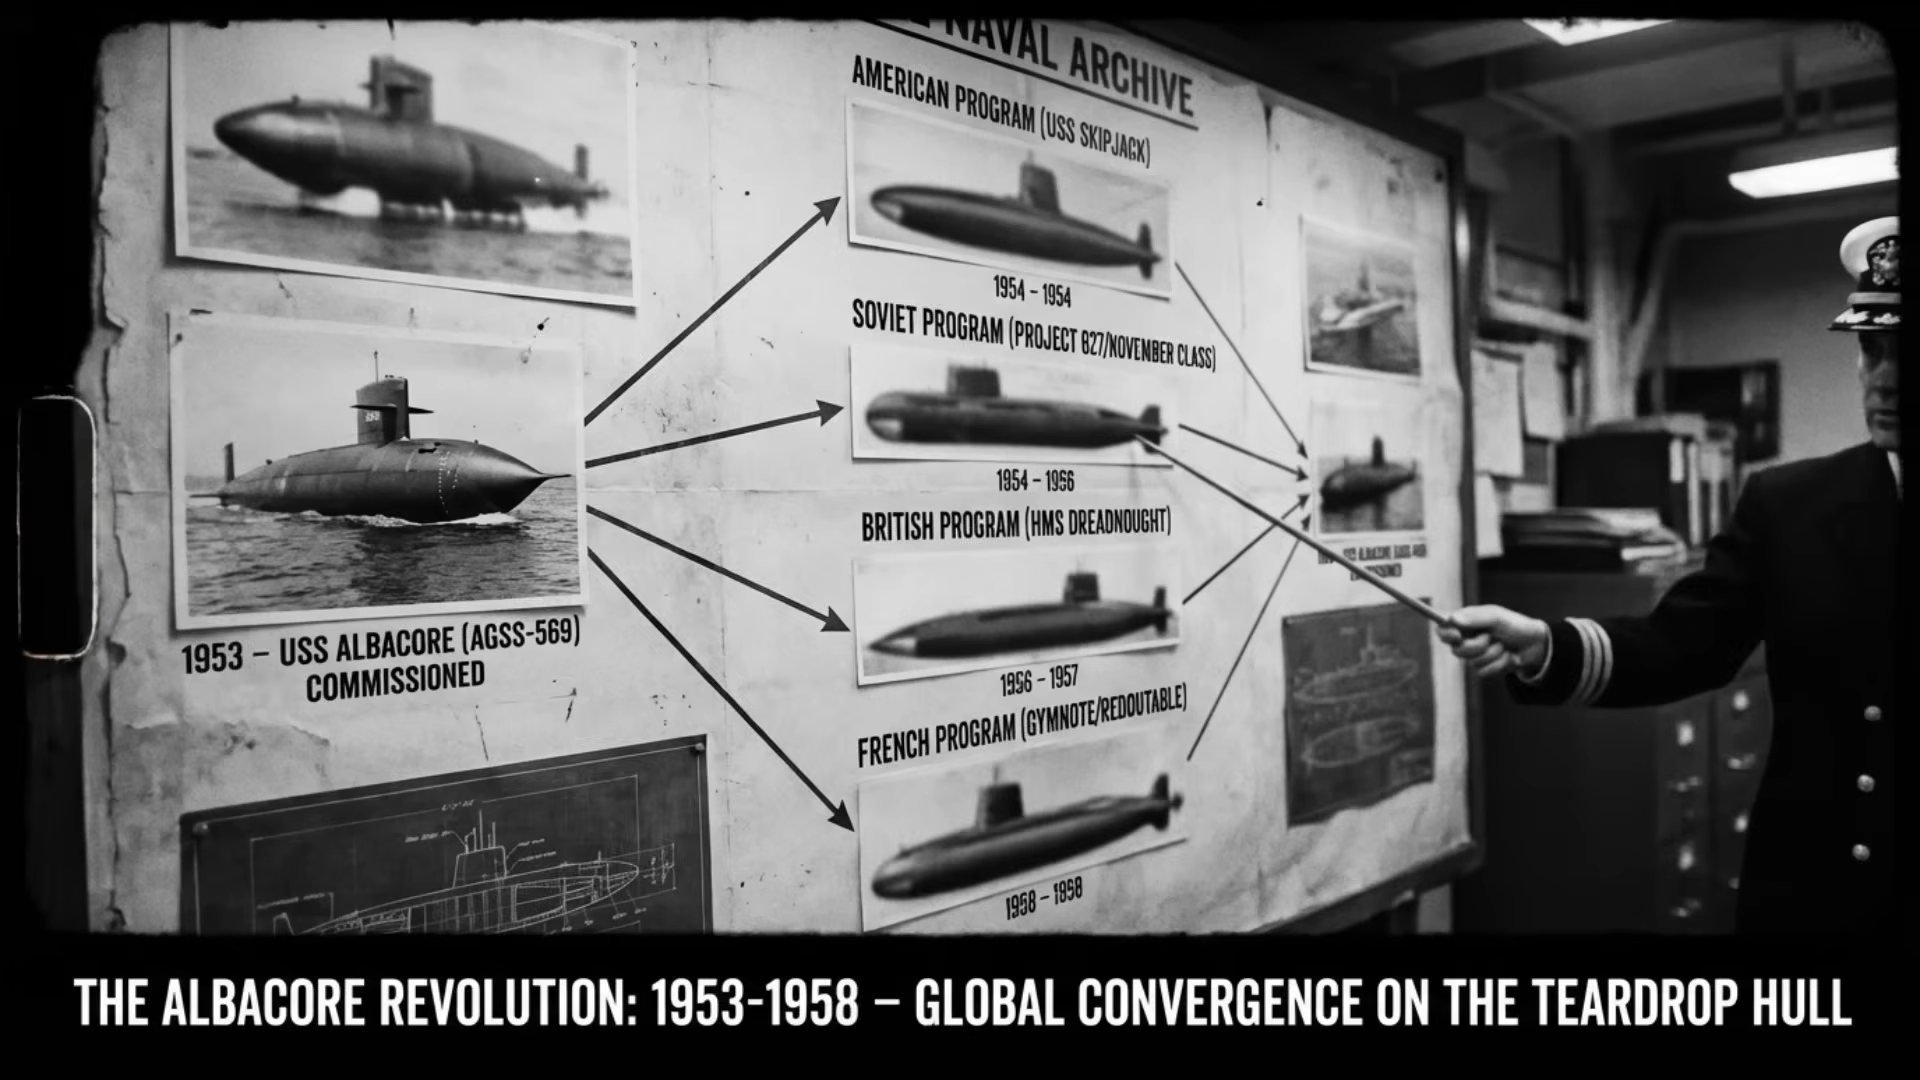 NAVAL ARCHIVE
AMERICAN PROGRAM (USS SKIPJACK)
1954 – 1954
SOVIET PROGRAM (PROJECT 627/NOVEMBER CLASS)
1954 – 1966
BRITISH PROGRAM (HMS DREADNOUGHT)
1956 – 1957
FRENCH PROGRAM (GYMNOTE/REDOUTABLE)
1958 – 1958
1953 – USS ALBACORE (AGSS-569)
COMMISSIONED
THE ALBACORE REVOLUTION: 1953-1958 – GLOBAL CONVERGENCE ON THE TEARDROP HULL